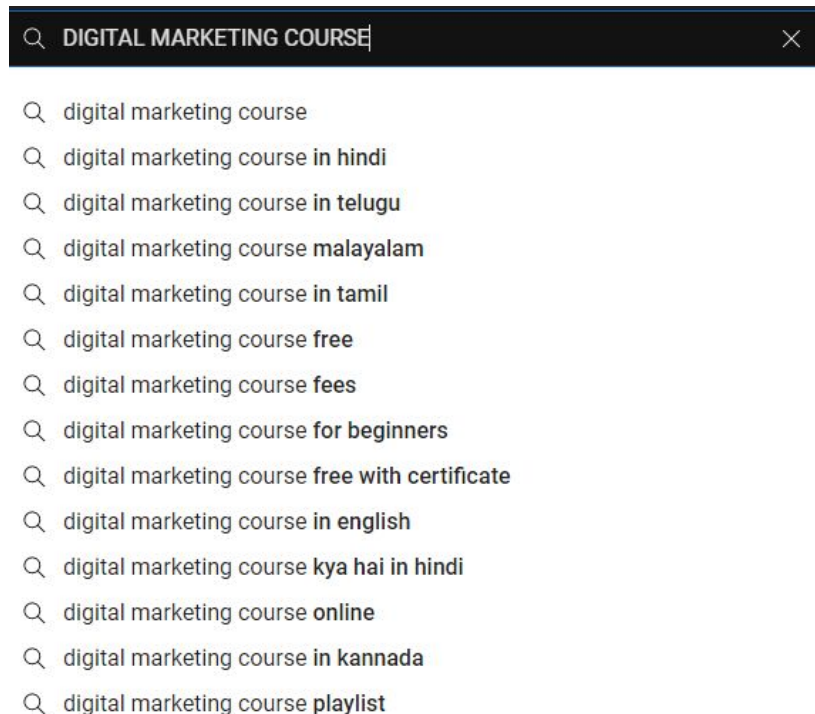 DIGITAL MARKETING COURSE
digital marketing course
digital marketing course in hindi
digital marketing course in telugu
digital marketing course malayalam
digital marketing course in tamil
digital marketing course free
digital marketing course fees
digital marketing course for beginners
digital marketing course free with certificate
digital marketing course in english
digital marketing course kya hai in hindi
digital marketing course online
digital marketing course in kannada
digital marketing course playlist